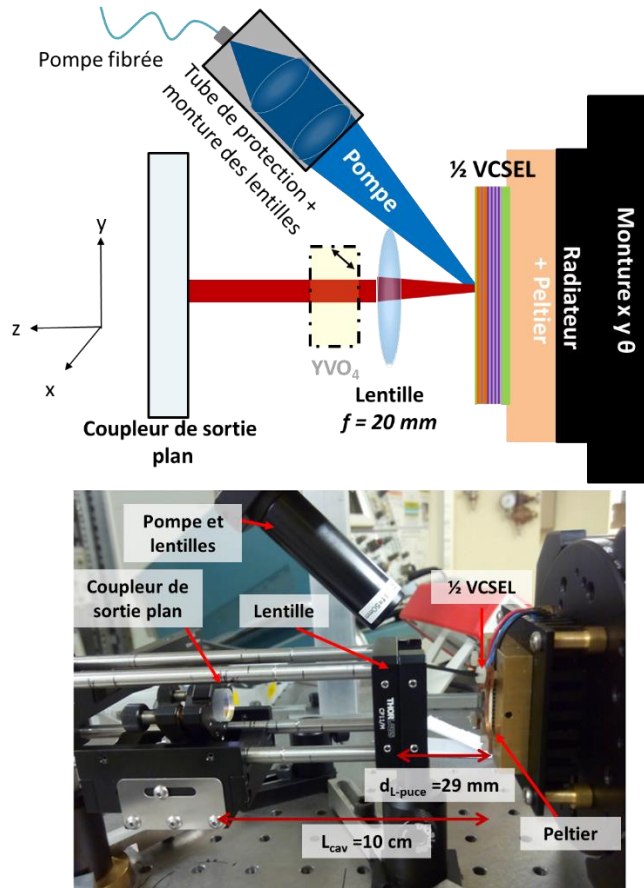 Pompe fibrée
Tube de protection +
monture des lentilles
Pompe
½ VCSEL
y
z
x
YVO₄
Lentille
f = 20 mm
Coupleur de sortie
plan
Radiateur
+ Peltier
Monture x y θ
Pompe et
lentilles
Coupleur de
sortie plan
Lentille
½ VCSEL
THORLABS
d_L-puce =29 mm
L_cav =10 cm
Peltier